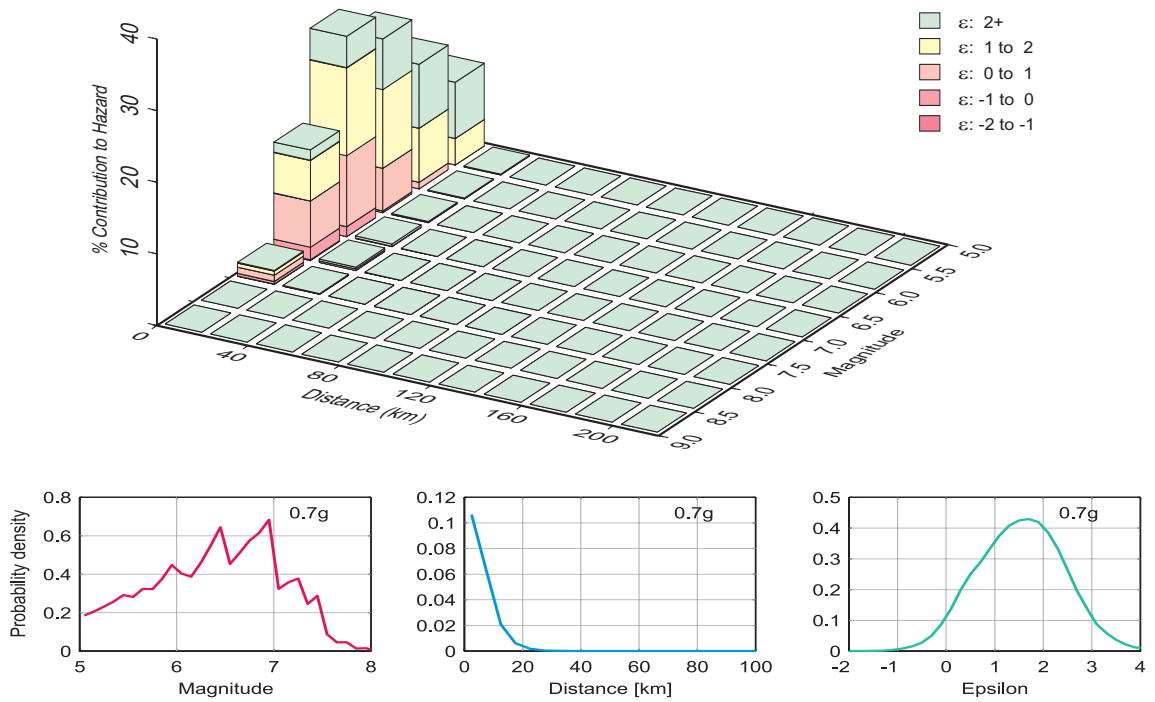 40
30
20
10
0
% Contribution to Hazard
ε: 2+
ε: 1 to 2
ε: 0 to 1
ε: -1 to 0
ε: -2 to -1
0
40
80
120
160
200
Distance (km)
5.0
5.5
6.0
6.5
7.0
7.5
8.0
8.5
9.0
Magnitude
Probability density
0.8
0.6
0.4
0.2
0
0.7g
5 6 7 8
Magnitude
0.12
0.1
0.08
0.06
0.04
0.02
0
0.7g
0 20 40 60 80 100
Distance [km]
0.5
0.4
0.3
0.2
0.1
0
0.7g
-2 -1 0 1 2 3 4
Epsilon